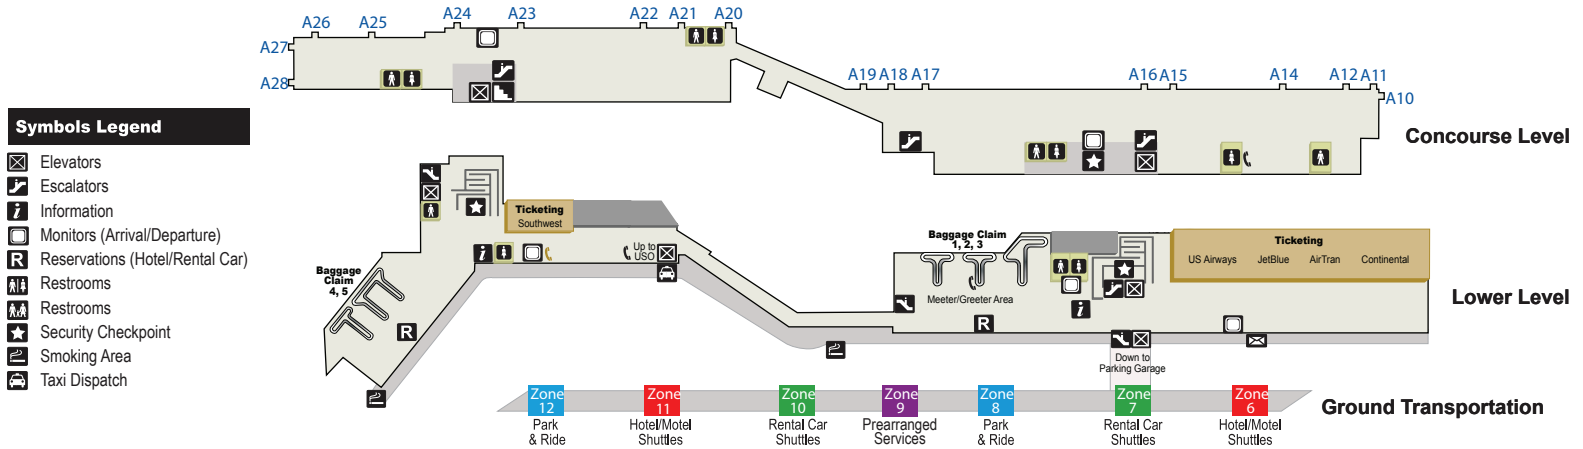 A26
A25
A24
A23
A22
A21
A20
A27
A28
A19
A18
A17
A16
A15
A14
A12
A11
A10
Concourse Level
Symbols Legend
Elevators
Escalators
i Information
Monitors (Arrival/Departure)
R Reservations (Hotel/Rental Car)
Restrooms
Restrooms
Security Checkpoint
Smoking Area
Taxi Dispatch
Ticketing
Southwest
i
Up to
USO
Baggage
Claim
4, 5
R
Baggage Claim
1, 2, 3
Meeter/Greeter Area
R
i
Ticketing
US Airways
JetBlue
AirTran
Continental
Lower Level
Down to
Parking Garage
Zone
12
Park
& Ride
Zone
11
Hotel/Motel
Shuttles
Zone
10
Rental Car
Shuttles
Zone
9
Prearranged
Services
Zone
8
Park
& Ride
Zone
7
Rental Car
Shuttles
Zone
6
Hotel/Motel
Shuttles
Ground Transportation